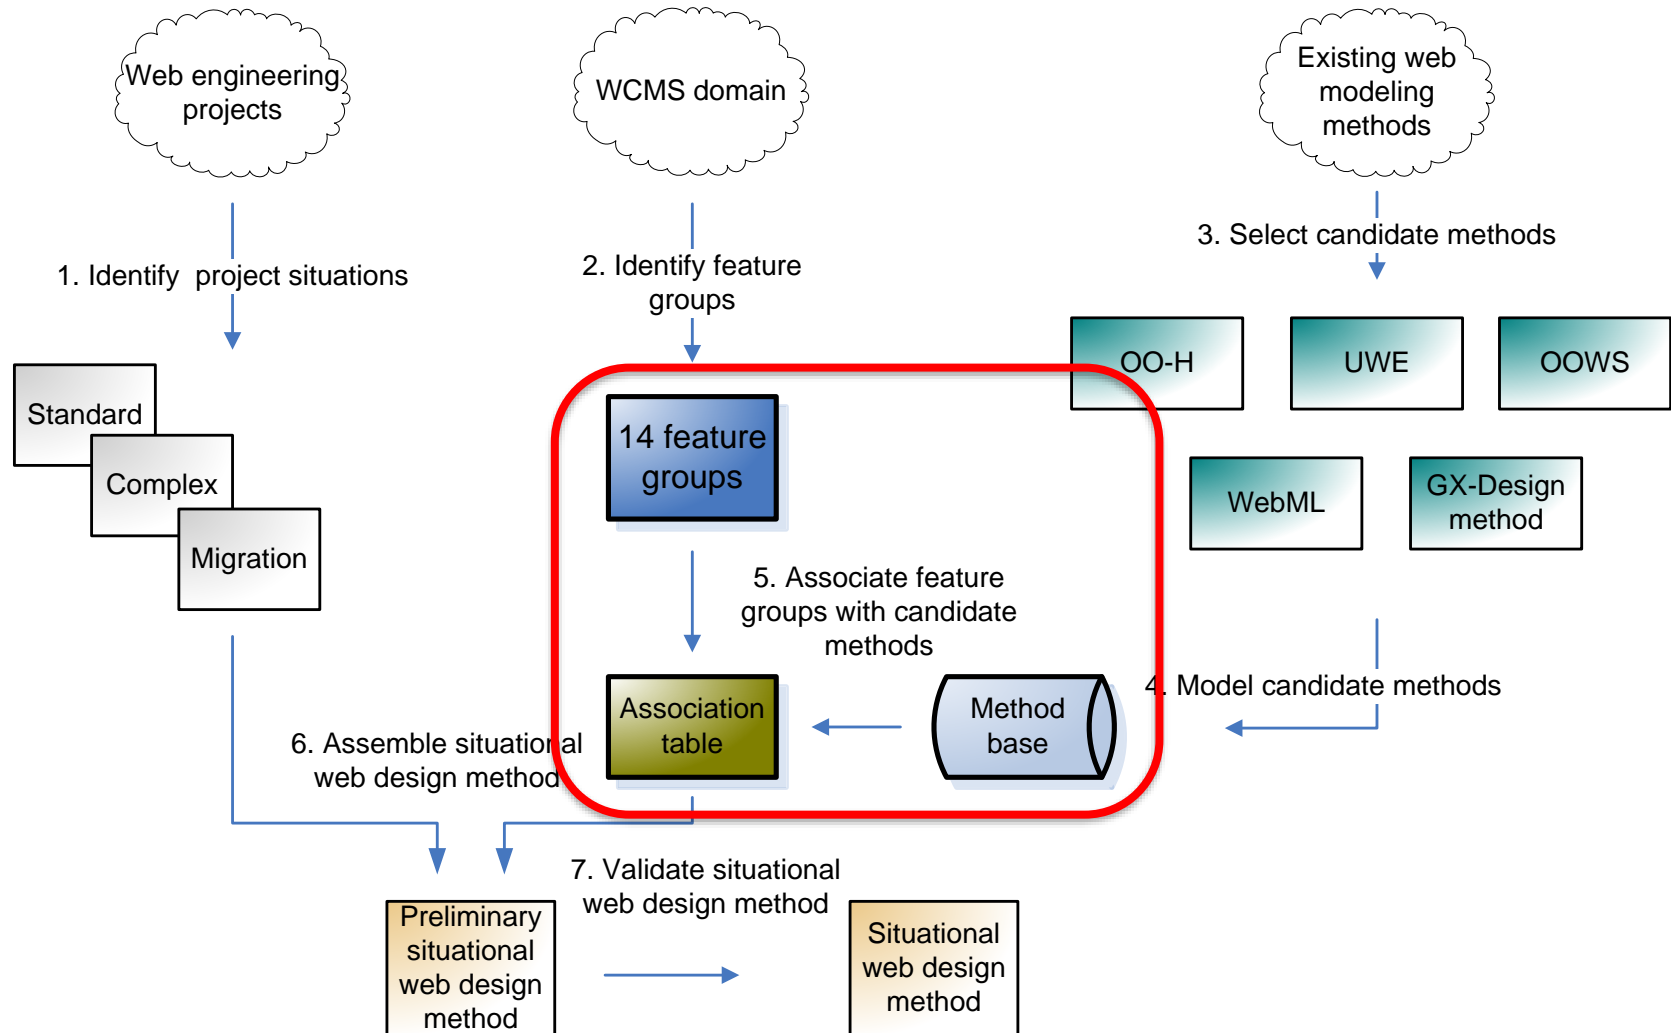 Web engineering
projects
WCMS domain
Existing web
modeling
methods
1. Identify  project situations
2. Identify feature
groups
3. Select candidate methods
Standard
Complex
Migration
14 feature
groups
OO-H
UWE
OOWS
WebML
GX-Design
method
5. Associate feature
groups with candidate
methods
Association
table
Method
base
4. Model candidate methods
6. Assemble situational
web design method
7. Validate situational
web design method
Preliminary
situational
web design
method
Situational
web design
method